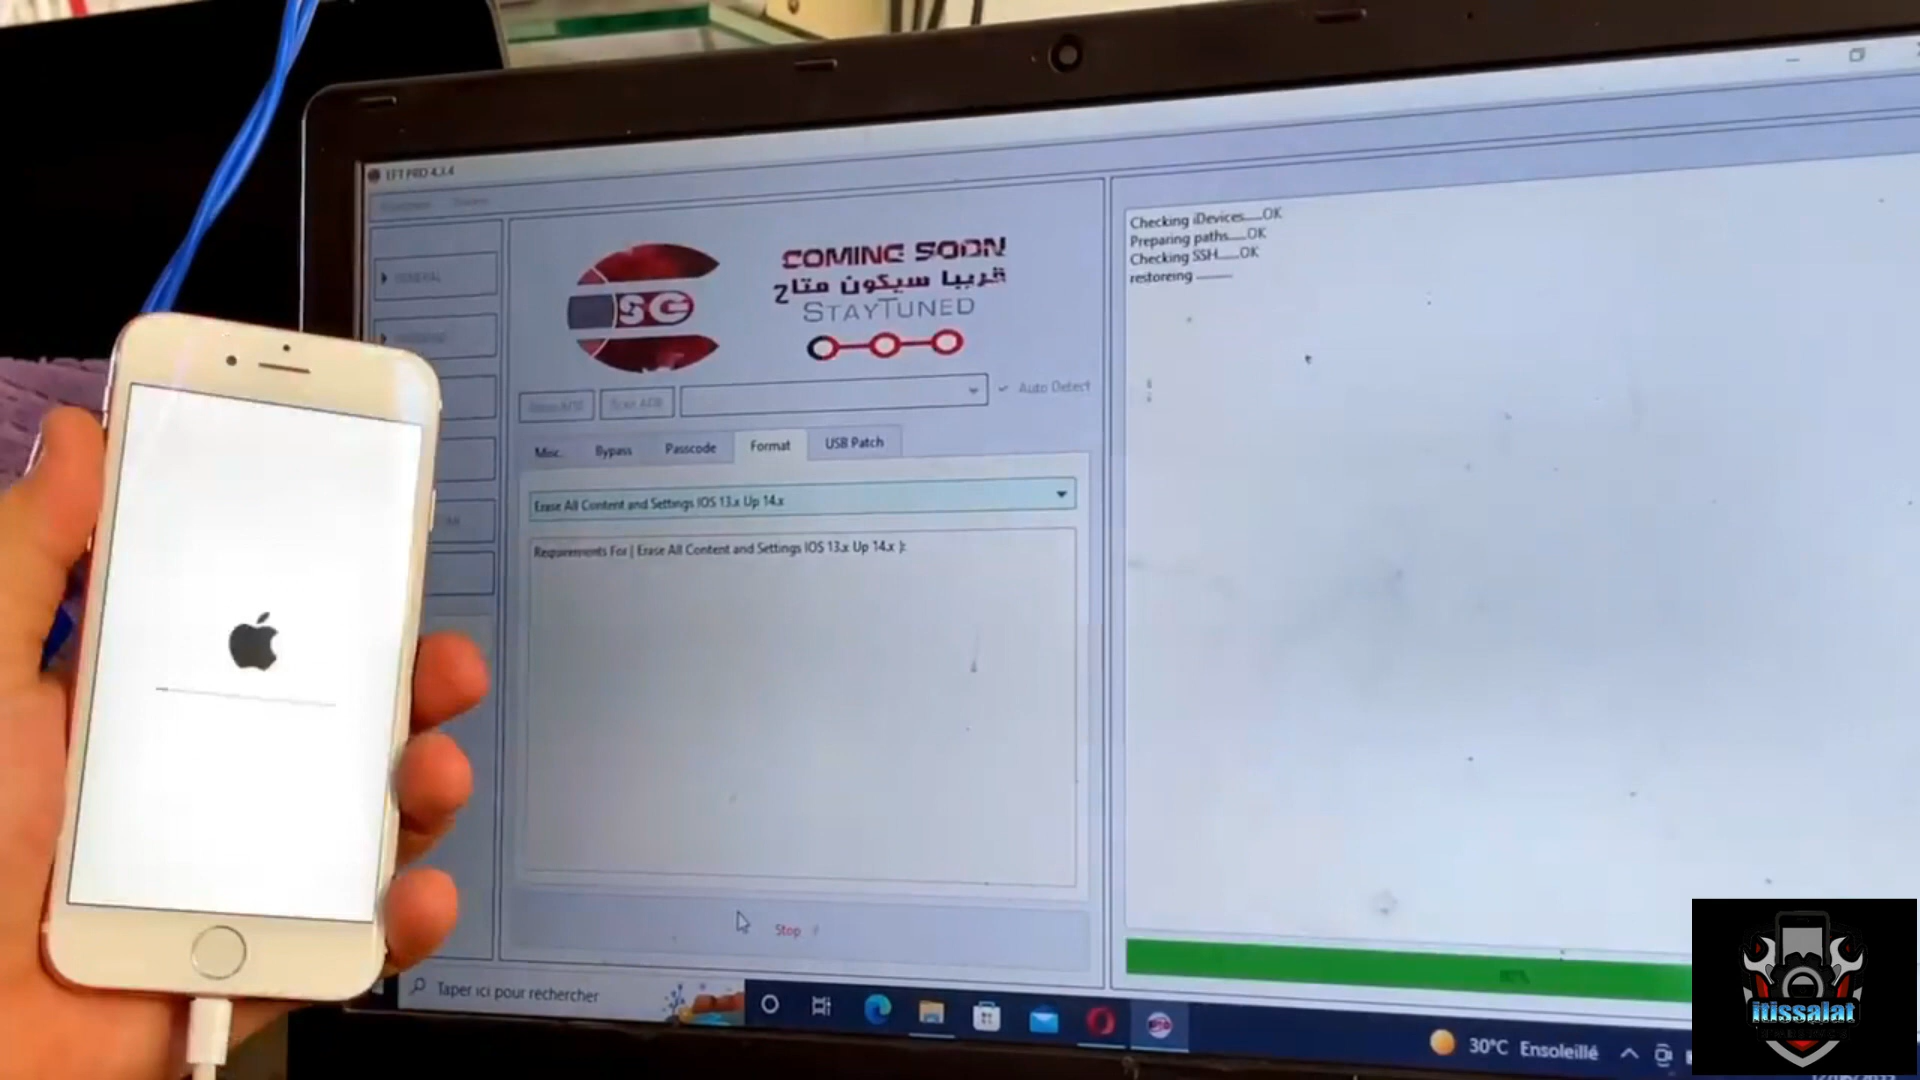 EFT PRO 4.3.4
GENERAL
SG
COMING SOON
قريبا سيكون متاح
STAYTUNED
Scan ADB
Auto Detect
Misc.
Bypass
Passcode
Format
USB Patch
Erase All Content and Settings IOS 13.x Up 14.x
Requirements For [ Erase All Content and Settings IOS 13.x Up 14.x ]:
Stop
Checking iDevices......OK
Preparing paths......OK
Checking SSH......OK
restoreing ...........
Taper ici pour rechercher
30°C Ensoleillé
itissalat